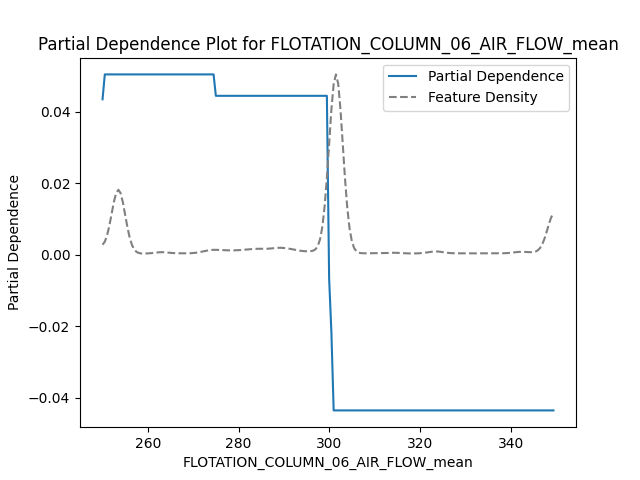 Partial Dependence Plot for FLOTATION_COLUMN_06_AIR_FLOW_mean
Partial Dependence
Feature Density
Partial Dependence
0.04
0.02
0.00
−0.02
−0.04
260
280
300
320
340
FLOTATION_COLUMN_06_AIR_FLOW_mean